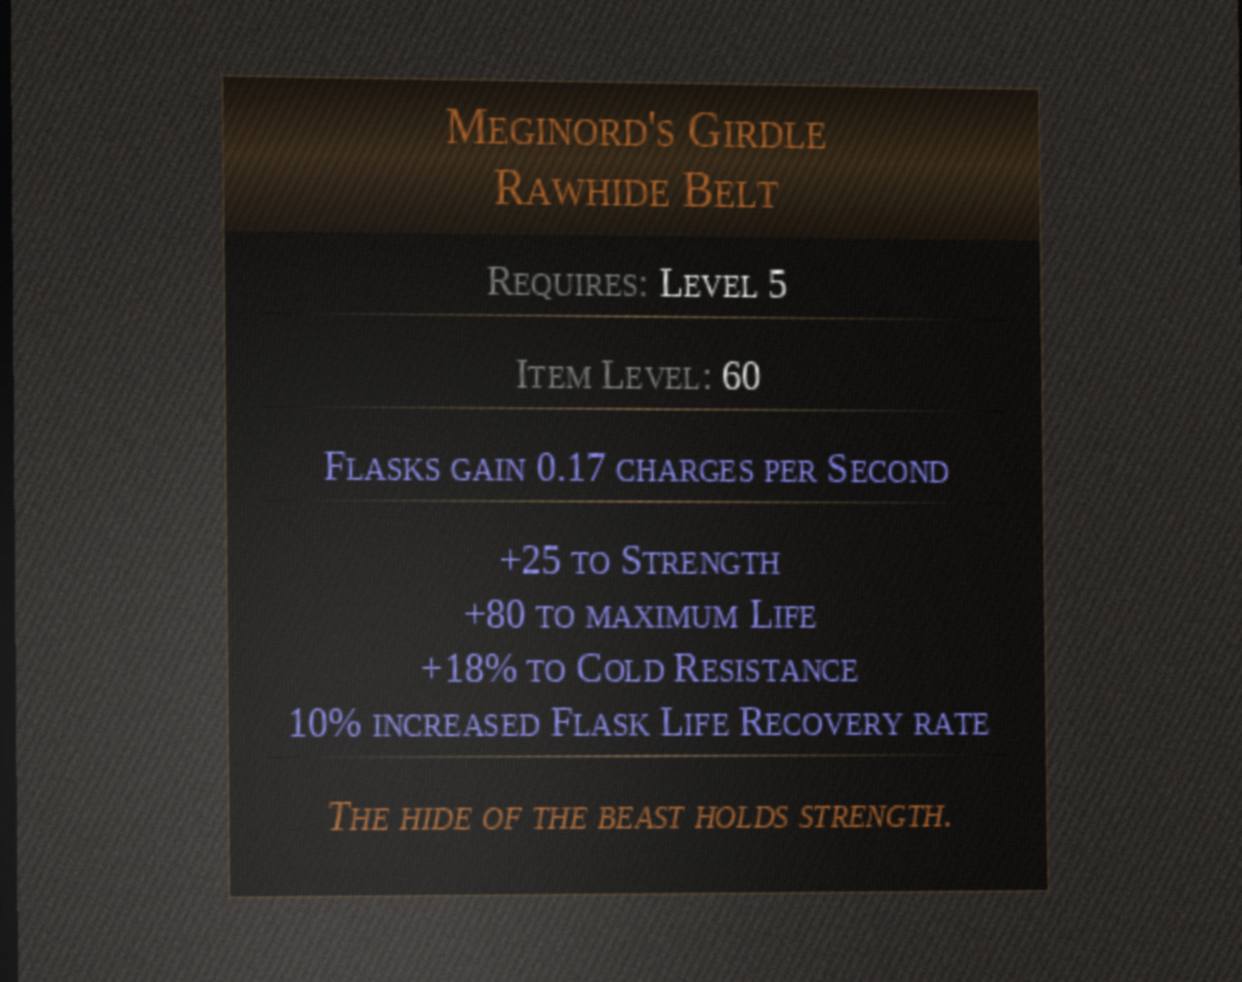 Meginord's Girdle
Rawhide Belt
Requires: Level 5
Item Level: 60
Flasks gain 0.17 charges per Second
+25 to Strength
+80 to maximum Life
+18% to Cold Resistance
10% increased Flask Life Recovery rate
The hide of the beast holds strength.